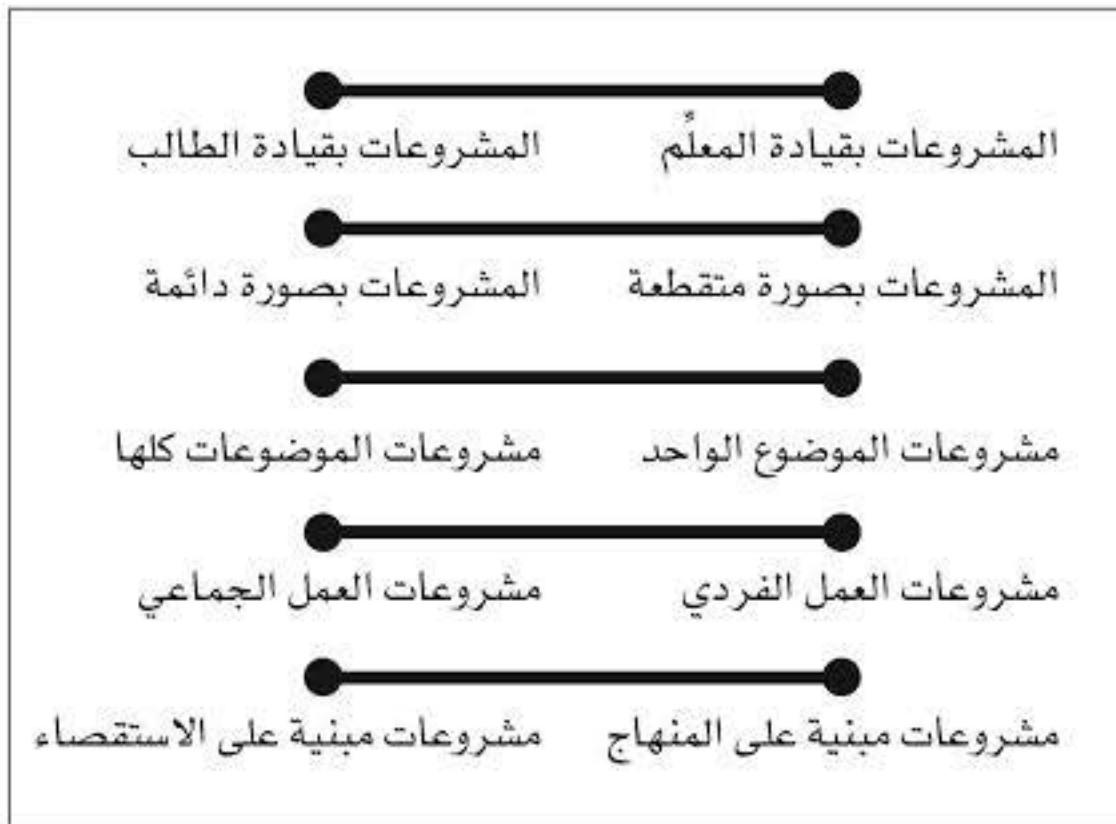 المشروعات بقيادة المعلِّم المشروعات بقيادة الطالب
المشروعات بصورة متقطعة المشروعات بصورة دائمة
مشروعات الموضوع الواحد مشروعات الموضوعات كلها
مشروعات العمل الفردي مشروعات العمل الجماعي
مشروعات مبنية على المنهاج مشروعات مبنية على الاستقصاء